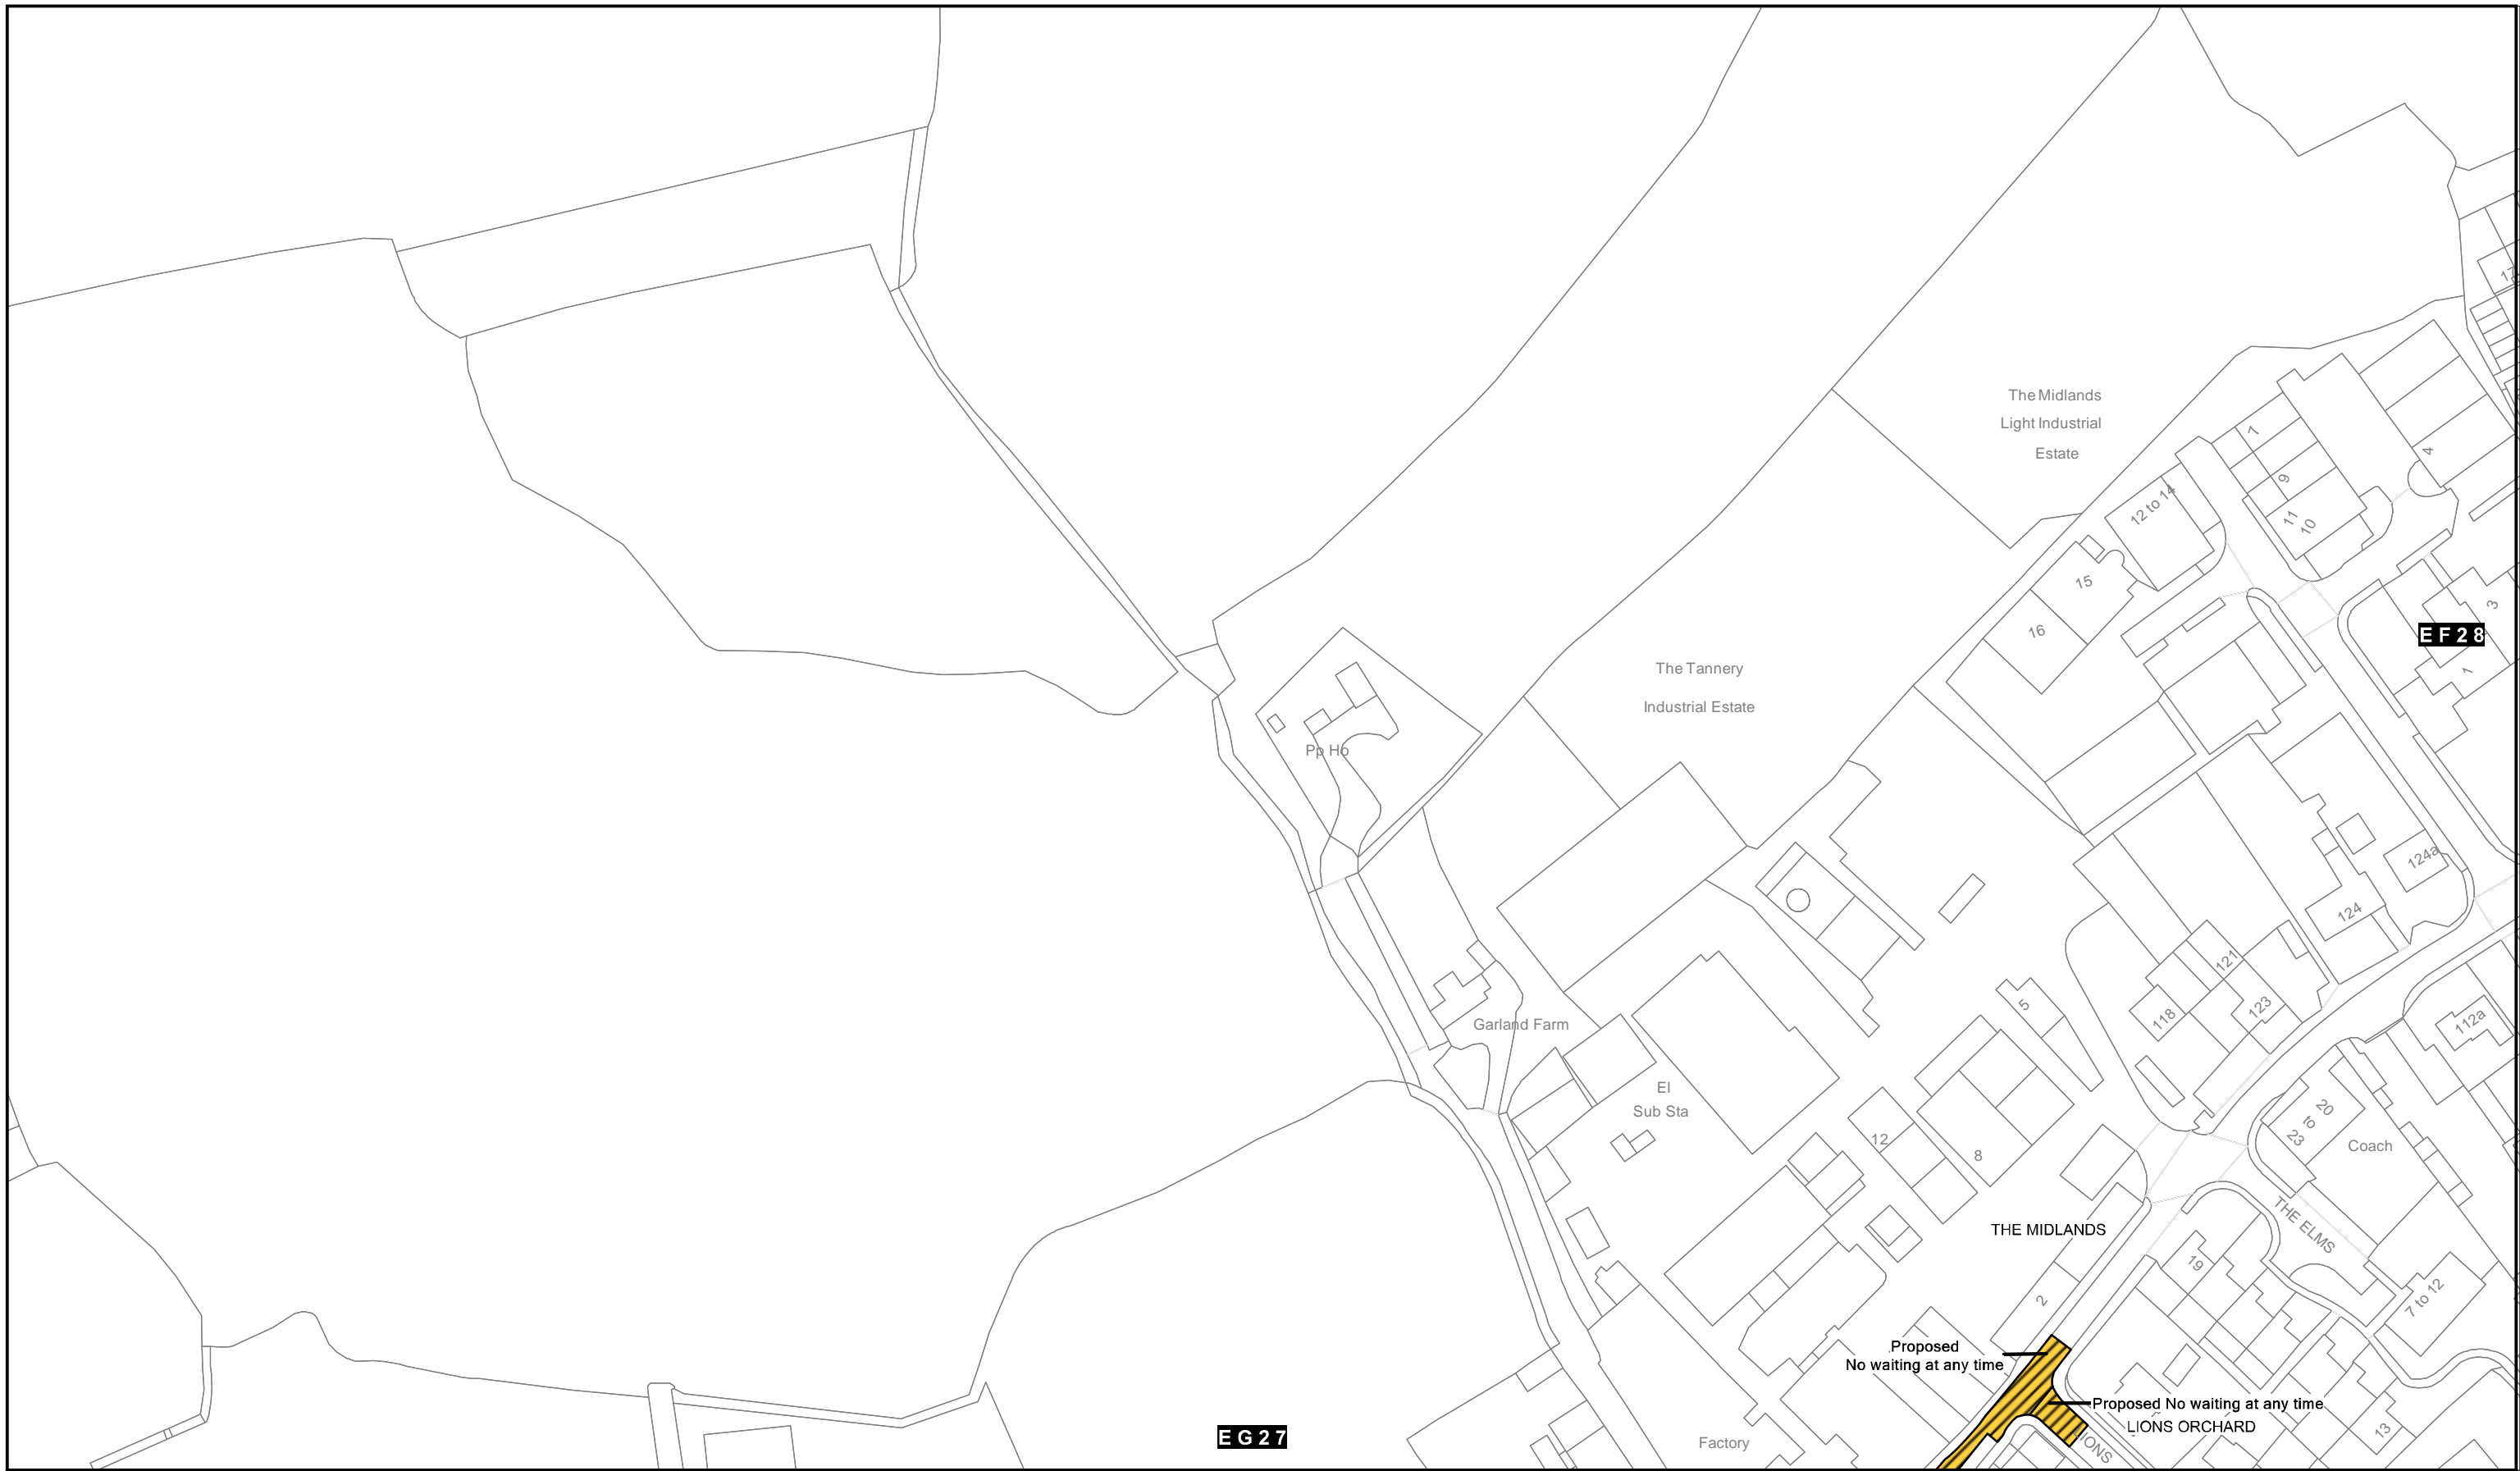 The Midlands
Light Industrial
Estate
17
7
9
11
10
4
12 to 14
15
16
3
EF28
1
The Tannery
Industrial Estate
Pp Ho
124a
124
121
123
118
112a
Garland Farm
5
El
Sub Sta
12
8
20
to
23
Coach
THE ELMS
THE MIDLANDS
19
2
7 to 12
Proposed
No waiting at any time
Proposed No waiting at any time
LIONS ORCHARD
LIONS
13
EG27
Factory